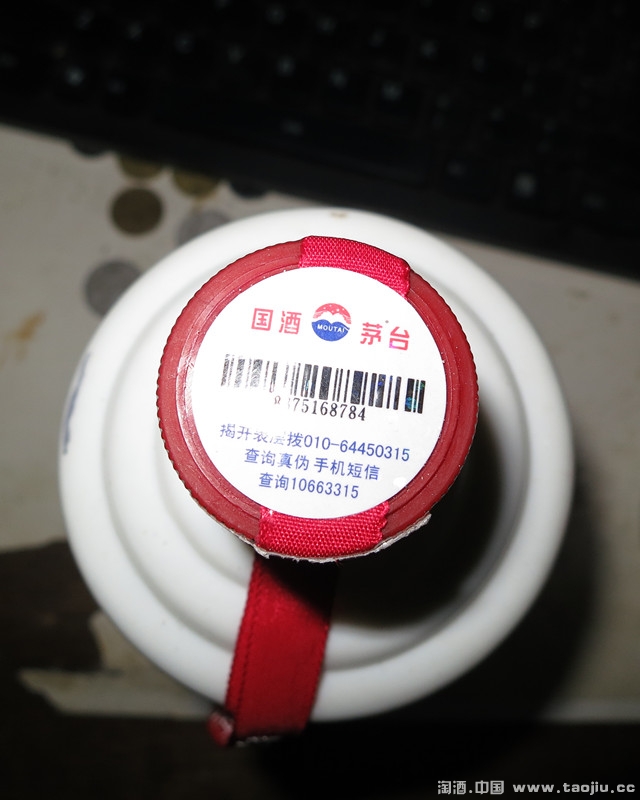 国酒 MOUTAI 茅台
75168784
揭开表层拨010-64450315
查询真伪 手机短信
查询10663315
淘酒.中国 www.taojiu.cc